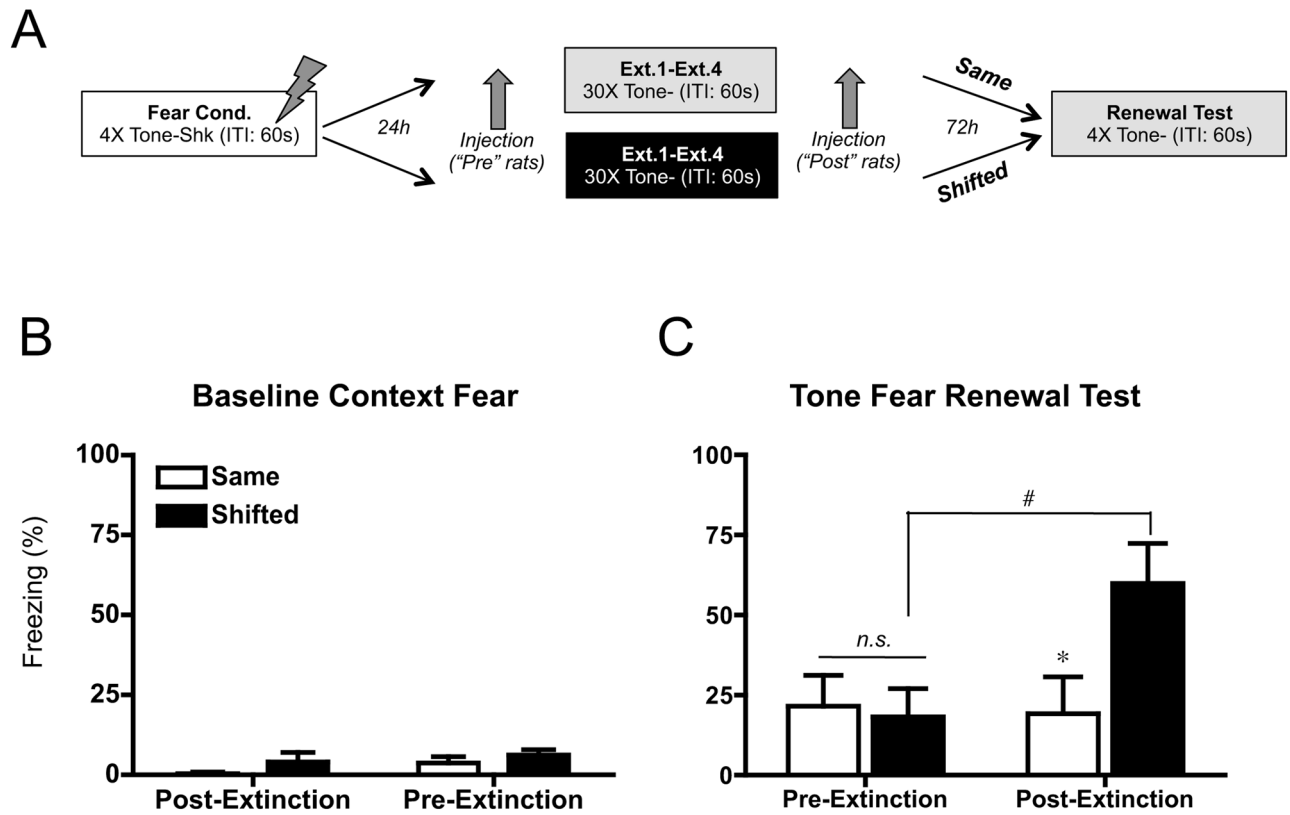 A
Fear Cond.
4X Tone-Shk (ITI: 60s)
24h
Injection
(“Pre” rats)
Ext.1-Ext.4
30X Tone- (ITI: 60s)
Ext.1-Ext.4
30X Tone- (ITI: 60s)
Injection
(“Post” rats)
Same
72h
Shifted
Renewal Test
4X Tone- (ITI: 60s)
B
Baseline Context Fear
Freezing (%)
100
75
50
25
0
Same
Shifted
Post-Extinction
Pre-Extinction
C
Tone Fear Renewal Test
100
75
50
25
0
n.s.
#
*
Pre-Extinction
Post-Extinction